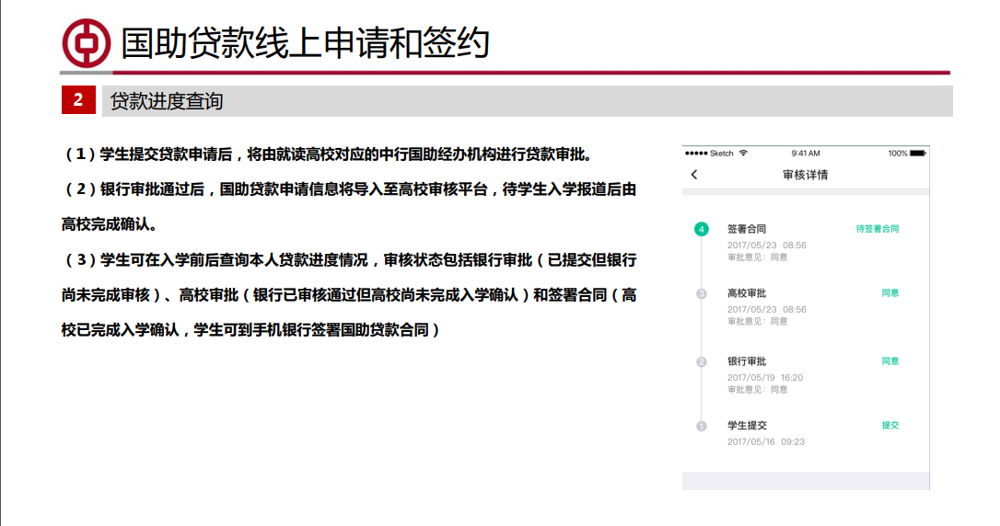 国助贷款线上申请和签约
2 贷款进度查询
（1）学生提交贷款申请后，将由就读高校对应的中行国助经办机构进行贷款审批。
（2）银行审批通过后，国助贷款申请信息将导入至高校审核平台，待学生入学报道后由
高校完成确认。
（3）学生可在入学前后查询本人贷款进度情况，审核状态包括银行审批（已提交但银行
尚未完成审核）、高校审批（银行已审核通过但高校尚未完成入学确认）和签署合同（高
校已完成入学确认，学生可到手机银行签署国助贷款合同）
Sketch 9:41 AM 100%
审核详情
4 签署合同 待签署合同
2017/05/23 08:56
审批意见：同意
3 高校审批 同意
2017/05/23 08:56
审批意见：同意
2 银行审批 同意
2017/05/19 16:20
审批意见：同意
1 学生提交 提交
2017/05/16 09:23